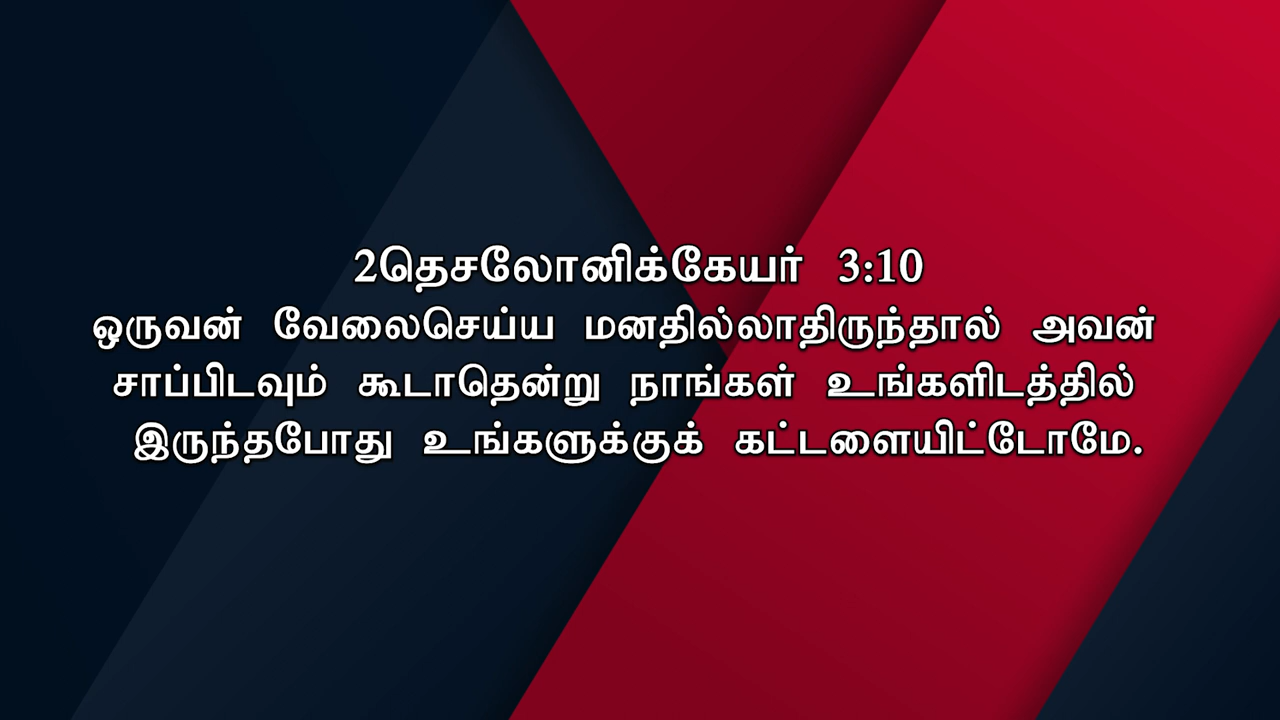 2தெசலோனிக்கேயர் 3:10
ஒருவன் வேலைசெய்ய மனதில்லாதிருந்தால் அவன்
சாப்பிடவும் கூடாதென்று நாங்கள் உங்களிடத்தில்
இருந்தபோது உங்களுக்குக் கட்டளையிட்டோமே.